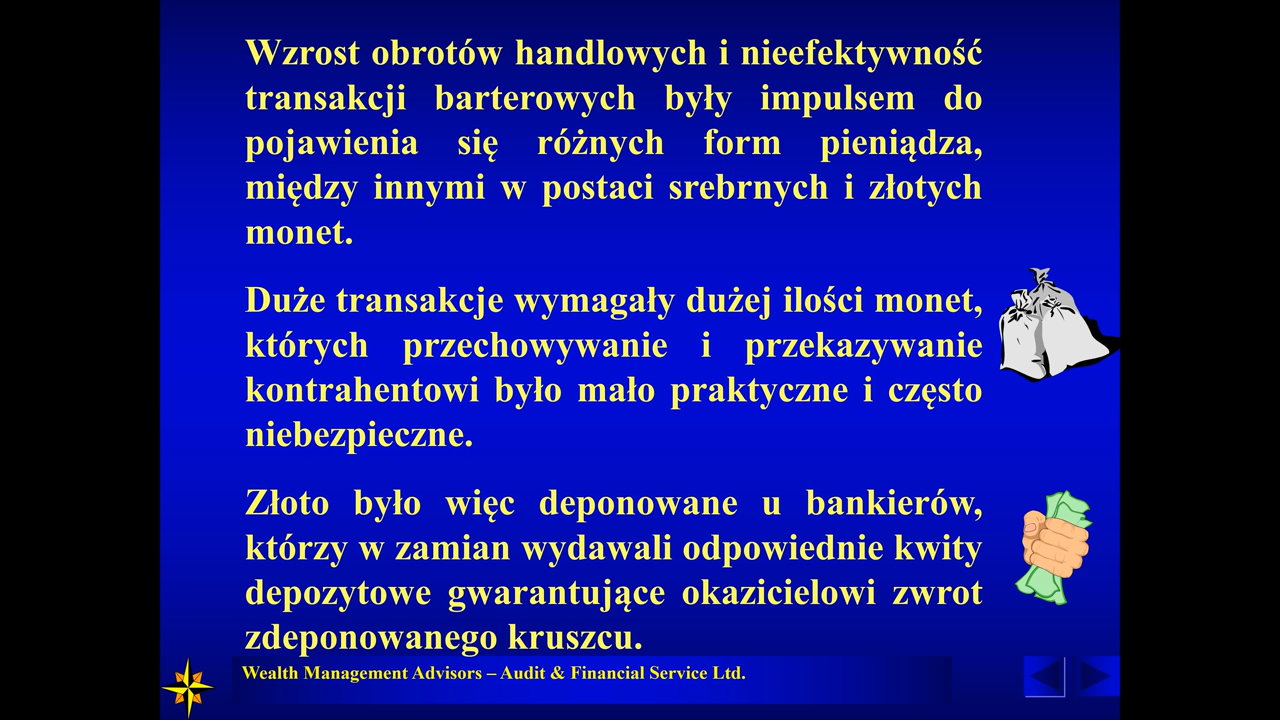 Wzrost obrotów handlowych i nieefektywność
transakcji barterowych były impulsem do
pojawienia się różnych form pieniądza,
między innymi w postaci srebrnych i złotych
monet.
Duże transakcje wymagały dużej ilości monet,
których przechowywanie i przekazywanie
kontrahentowi było mało praktyczne i często
niebezpieczne.
Złoto było więc deponowane u bankierów,
którzy w zamian wydawali odpowiednie kwity
depozytowe gwarantujące okazicielowi zwrot
zdeponowanego kruszcu.
Wealth Management Advisors – Audit & Financial Service Ltd.